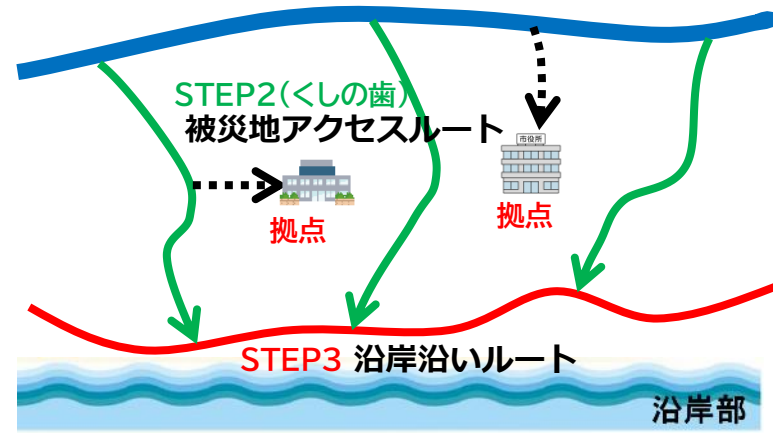 STEP2(くしの歯)
被災地アクセスルート
市役所
拠点
拠点
STEP3 沿岸沿いルート
沿岸部